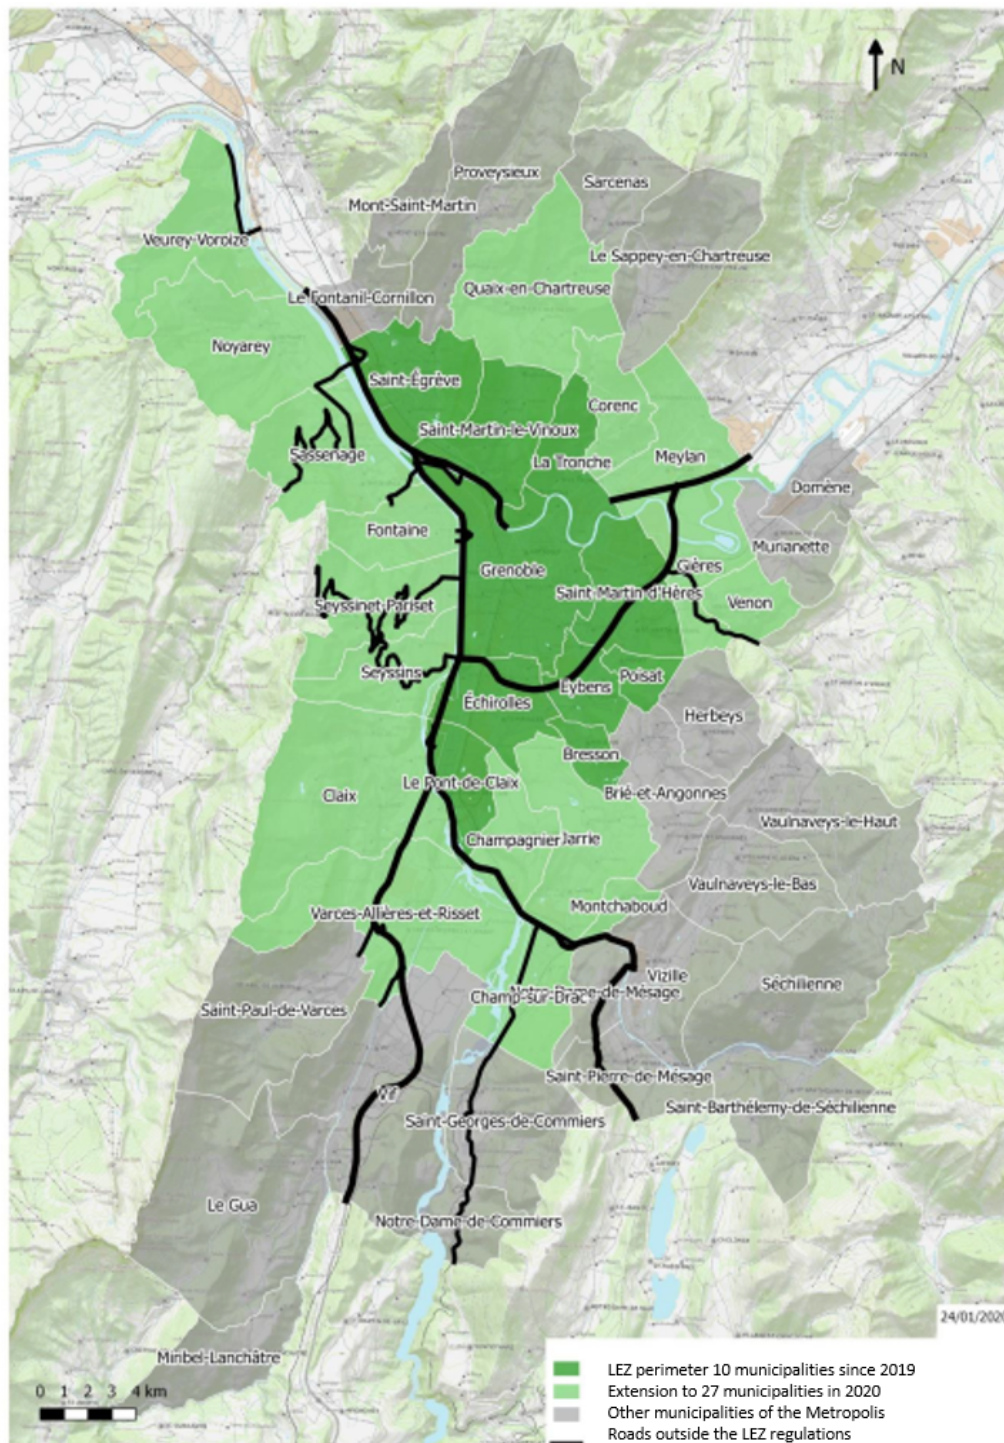 N
Proveysieux
Sarcenas
Mont-Saint-Martin
Veurey-Voroize
Le Sappey-en-Chartreuse
Quaix-en-Chartreuse
Le Fontanil-Cornillon
Noyarey
Saint-Égrève
Corenc
Saint-Martin-le-Vinoux
Sassenage
La Tronche
Meylan
Domène
Fontaine
Murianette
Grenoble
Gières
Saint-Martin-d'Hères
Seyssinet-Pariset
Venon
Seyssins
Poisat
Eybens
Échirolles
Herbeys
Bresson
Le Pont-de-Claix
Claix
Brié-et-Angonnes
Vaulnaveys-le-Haut
Champagnier
Jarrie
Vaulnaveys-le-Bas
Montchaboud
Varces-Allières-et-Risset
Vizille
Séchilienne
Notre-Dame-de-Mésage
Champ-sur-Drac
Saint-Paul-de-Varces
Saint-Pierre-de-Mésage
Vif
Saint-Barthélemy-de-Séchilienne
Saint-Georges-de-Commiers
Le Gua
Notre-Dame-de-Commiers
24/01/2020
Miribel-Lanchâtre
0 1 2 3 4 km
LEZ perimeter 10 municipalities since 2019
Extension to 27 municipalities in 2020
Other municipalities of the Metropolis
Roads outside the LEZ regulations